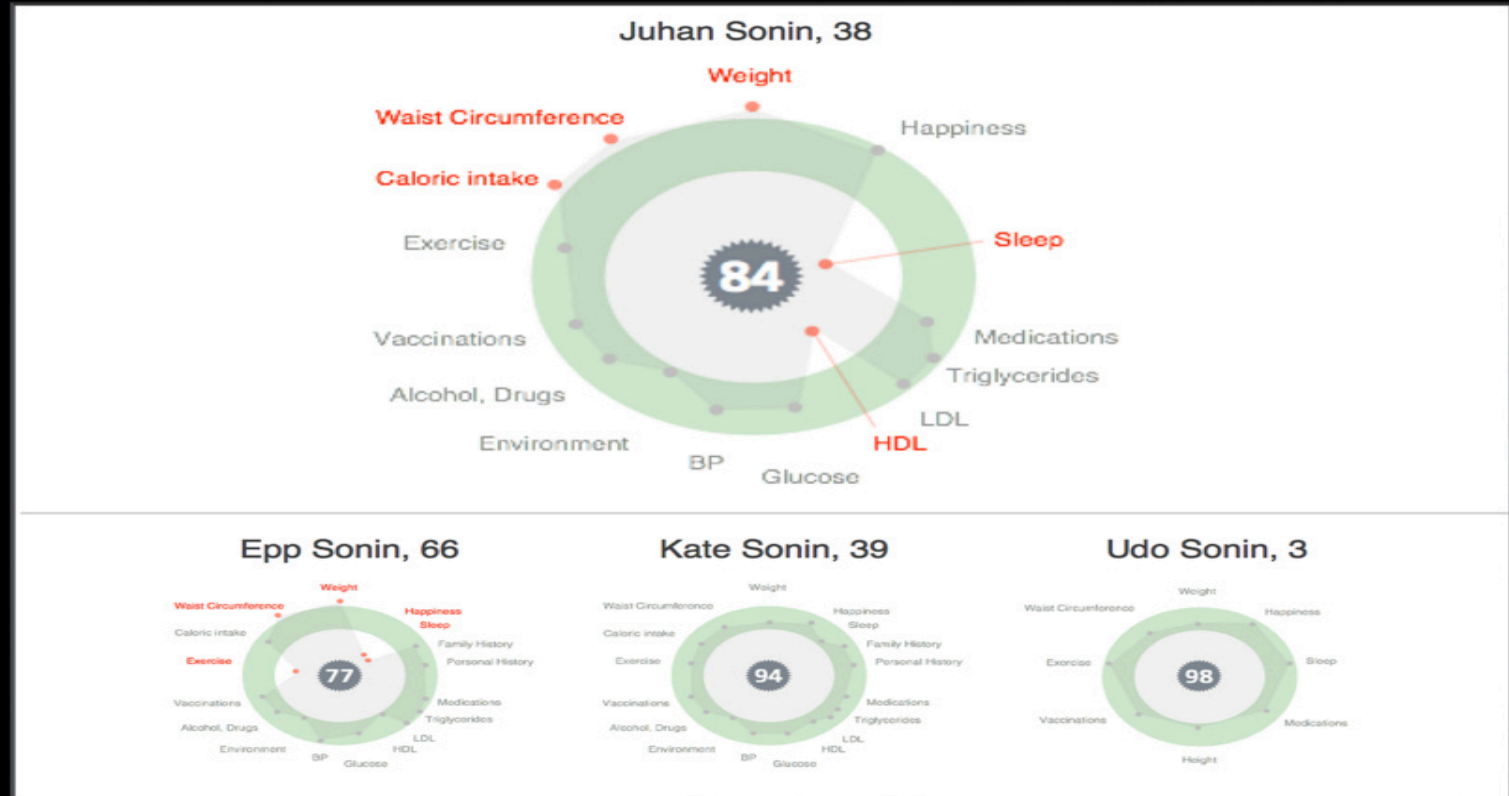 Juhan Sonin, 38
Weight
Waist Circumference
Happiness
Caloric intake
Exercise
Sleep
84
Vaccinations
Medications
Triglycerides
Alcohol, Drugs
LDL
Environment
HDL
BP
Glucose
Epp Sonin, 66
Weight
Waist Circumference
Happiness
Sleep
Caloric intake
Family History
Exercise
Personal History
77
Vaccinations
Medications
Triglycerides
Alcohol, Drugs
LDL
Environment
HDL
BP
Glucose
Kate Sonin, 39
Weight
Waist Circumference
Happiness
Sleep
Caloric intake
Family History
Exercise
Personal History
94
Vaccinations
Medications
Triglycerides
Alcohol, Drugs
LDL
Environment
HDL
BP
Glucose
Udo Sonin, 3
Weight
Waist Circumference
Happiness
Exercise
Sleep
98
Vaccinations
Medications
Height